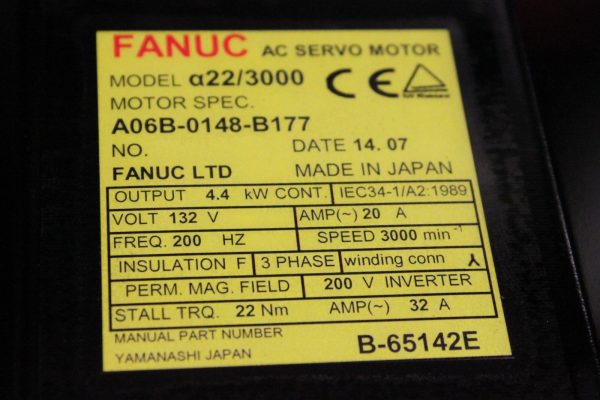 FANUC AC SERVO MOTOR
MODEL α22/3000 CE
MOTOR SPEC.
A06B-0148-B177
NO. DATE 14. 07
FANUC LTD MADE IN JAPAN
OUTPUT 4.4 kW CONT. IEC34-1/A2:1989
VOLT 132 V AMP(~) 20 A
FREQ. 200 HZ SPEED 3000 min⁻¹
INSULATION F 3 PHASE winding conn
PERM. MAG. FIELD 200 V INVERTER
STALL TRQ. 22 Nm AMP(~) 32 A
MANUAL PART NUMBER B-65142E
YAMANASHI JAPAN